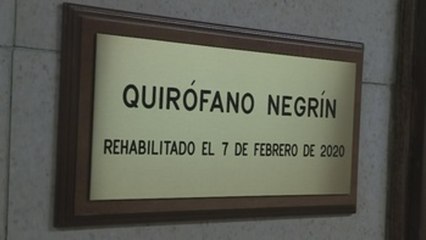 QUIRÓFANO NEGRÍN
REHABILITADO EL 7 DE FEBRERO DE 2020